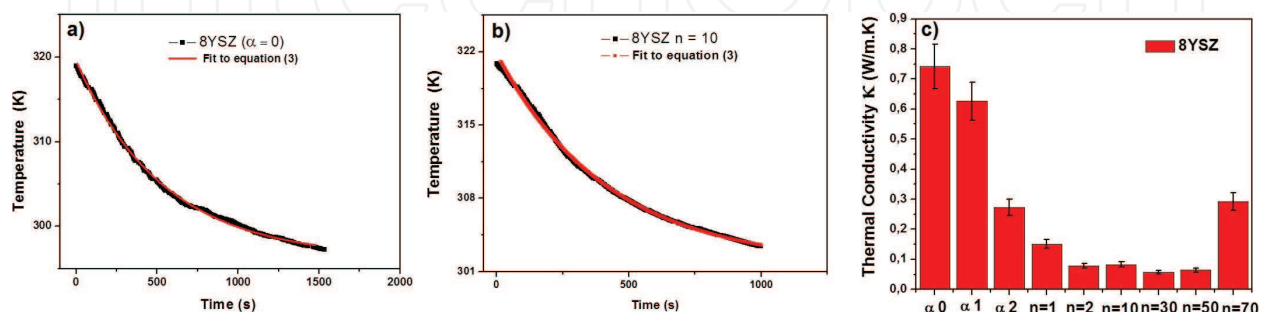 a)
8YSZ (α = 0)
Fit to equation (3)
Temperature (K)
320
310
300
0 500 1000 1500 2000
Time (s)
b)
8YSZ n = 10
Fit to equation (3)
Temperature (K)
322
315
308
301
0 500 1000
Time (s)
c)
8YSZ
Thermal Conductivity K (W/m.K)
0,9
0,8
0,7
0,6
0,5
0,4
0,3
0,2
0,1
0,0
α 0 α 1 α 2 n=1 n=2 n=10 n=30 n=50 n=70